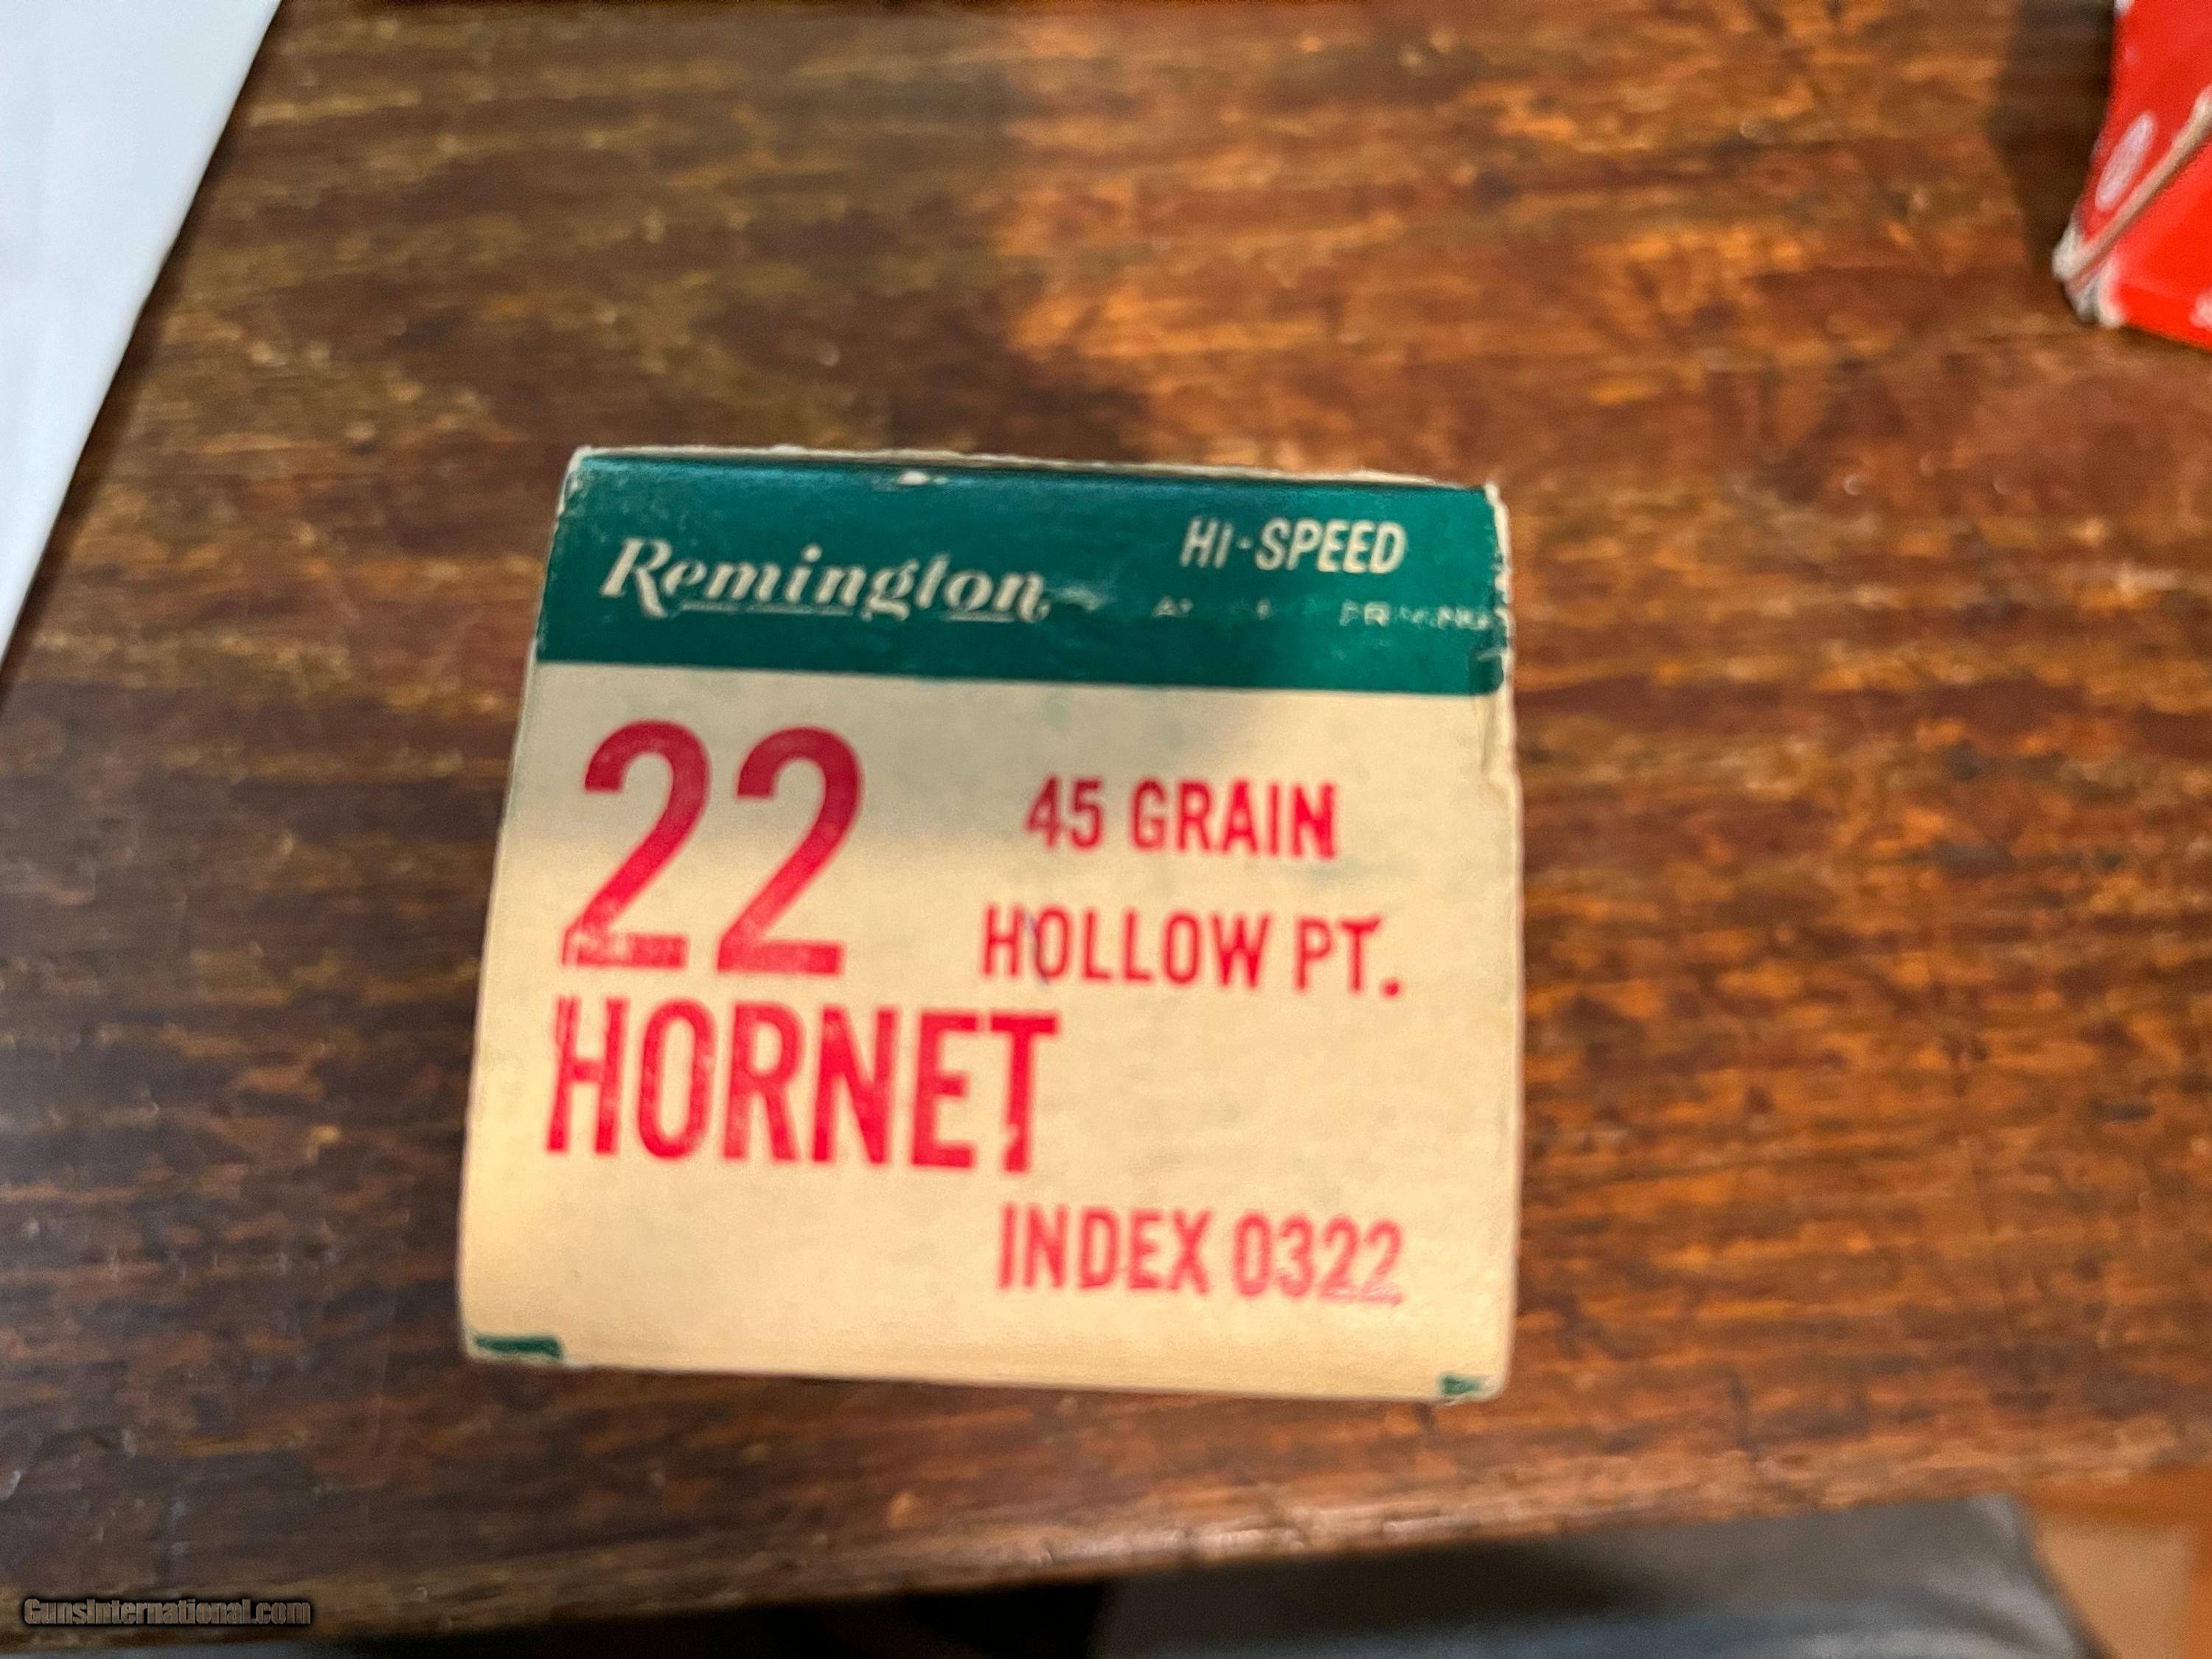 Remington
HI-SPEED
22
45 GRAIN
HOLLOW PT.
HORNET
INDEX 0322
GunsInternational.com